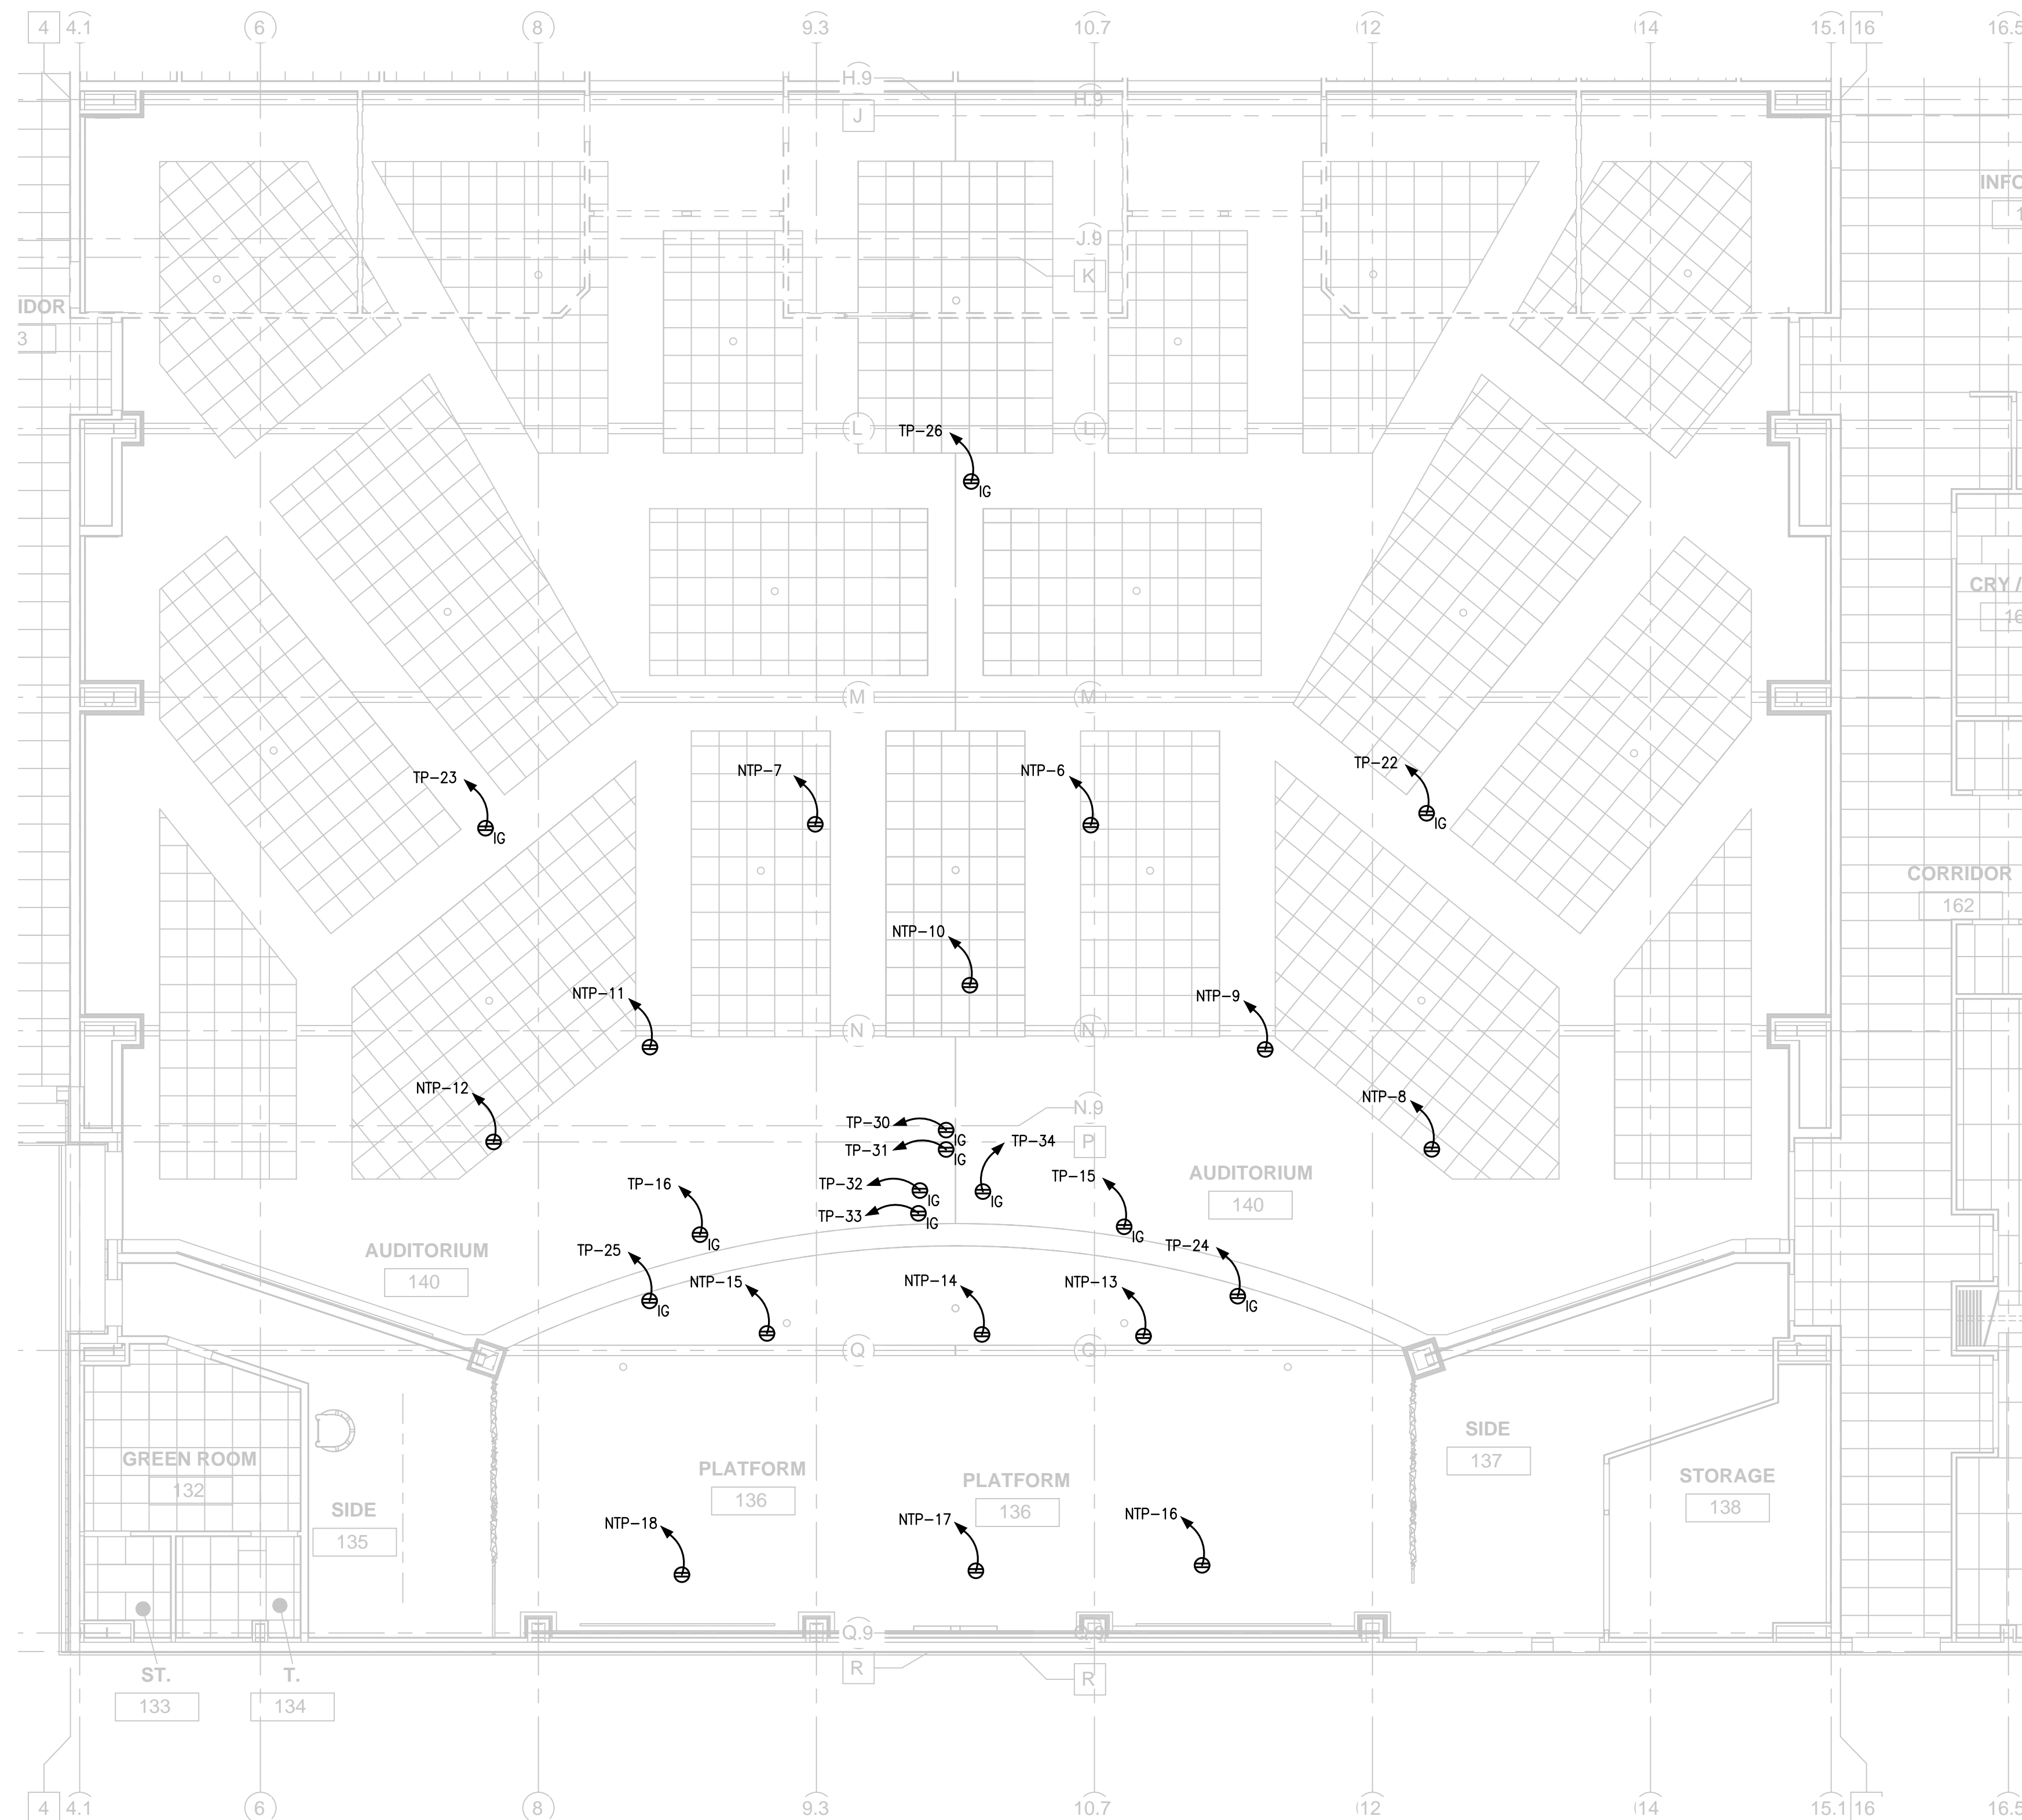 4 4.1 6 8 9.3 10.7 12 14 15.1 16 16.5
H.9
H.9
J
J.9
K
IDOR
3
L L
TP-26
IG
M M
TP-23
IG
NTP-7
NTP-6
TP-22
IG
CORRIDOR
162
NTP-10
NTP-11
NTP-9
N N
NTP-12
NTP-8
N.9
P
TP-30
IG
TP-31
IG
TP-34
IG
TP-32
IG
TP-33
IG
TP-16
IG
TP-15
IG
AUDITORIUM
140
AUDITORIUM
140
TP-25
IG
TP-24
IG
NTP-15
NTP-14
NTP-13
Q Q
GREEN ROOM
132
SIDE
135
PLATFORM
136
PLATFORM
136
SIDE
137
STORAGE
138
NTP-18
NTP-17
NTP-16
Q.9 Q.9
R R
ST.
133
T.
134
CRY /
16
INFO
1
4 4.1 6 8 9.3 10.7 12 14 15.1 16 16.5